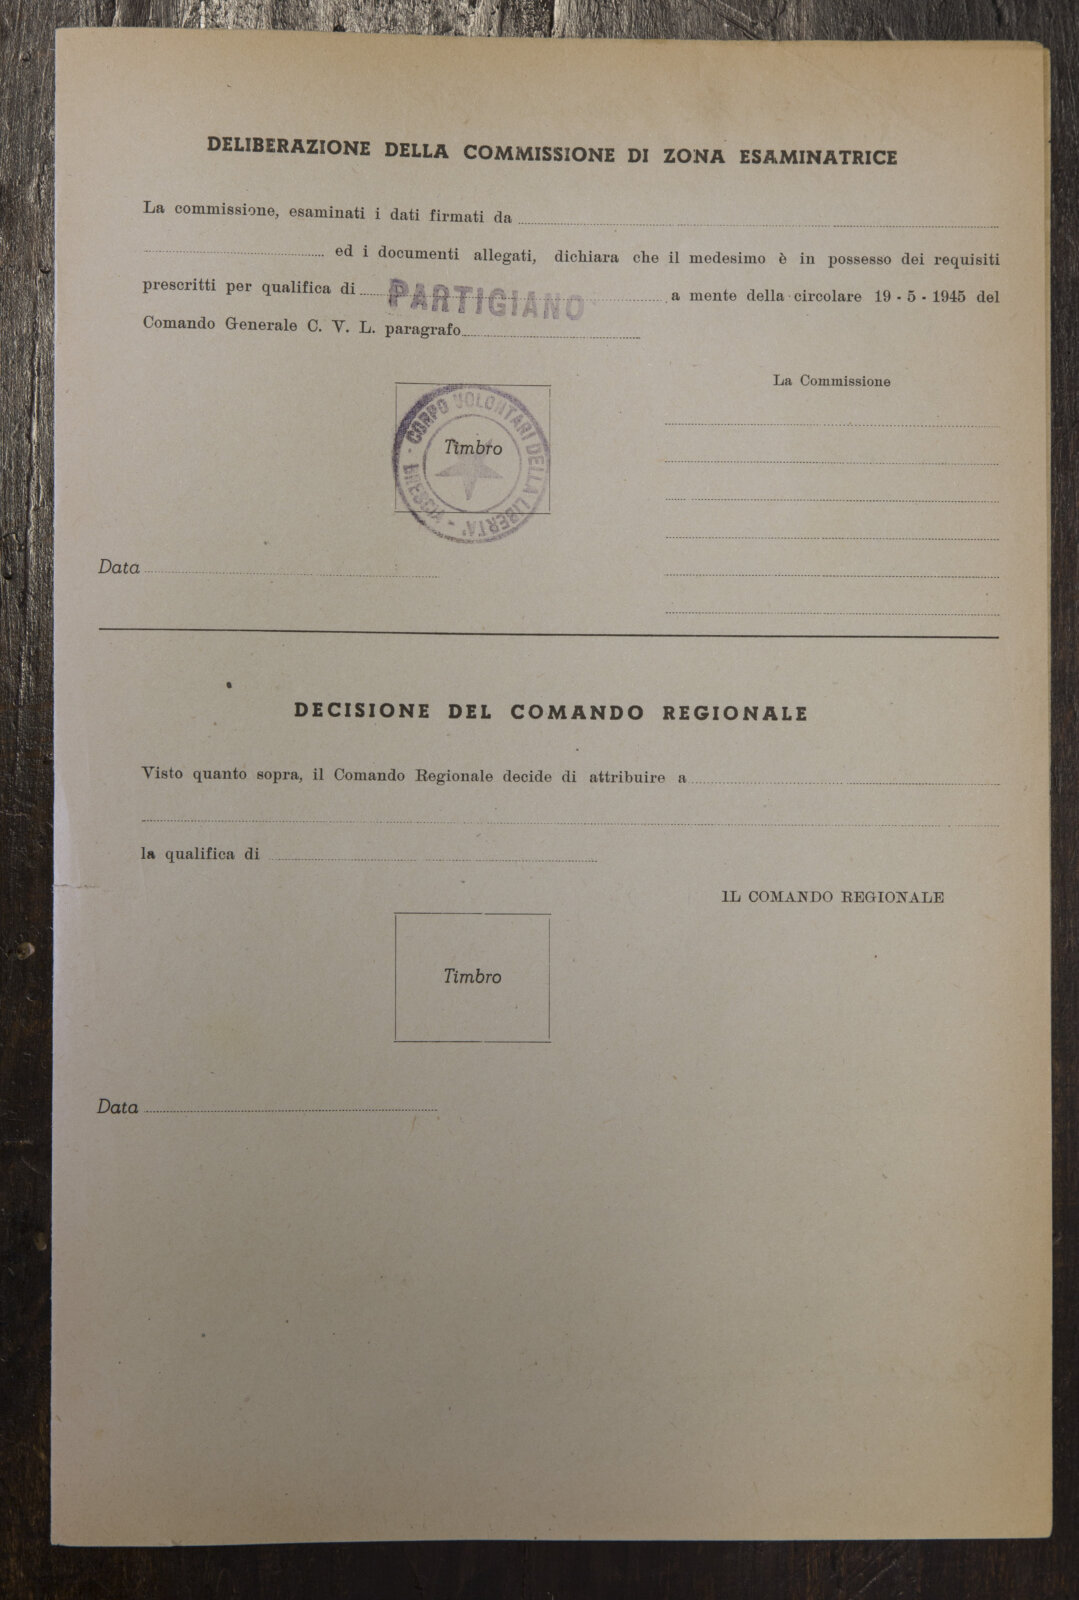 DELIBERAZIONE DELLA COMMISSIONE DI ZONA ESAMINATRICE
La commissione, esaminati i dati firmati da
ed i documenti allegati, dichiara che il medesimo è in possesso dei requisiti
prescritti per qualifica di PARTIGIANO a mente della circolare 19 - 5 - 1945 del
Comando Generale C. V. L. paragrafo
La Commissione
CORPO VOLONTARI DELLA LIBERTA' - BRESCIA -
Timbro
Data
DECISIONE DEL COMANDO REGIONALE
Visto quanto sopra, il Comando Regionale decide di attribuire a
la qualifica di
IL COMANDO REGIONALE
Timbro
Data